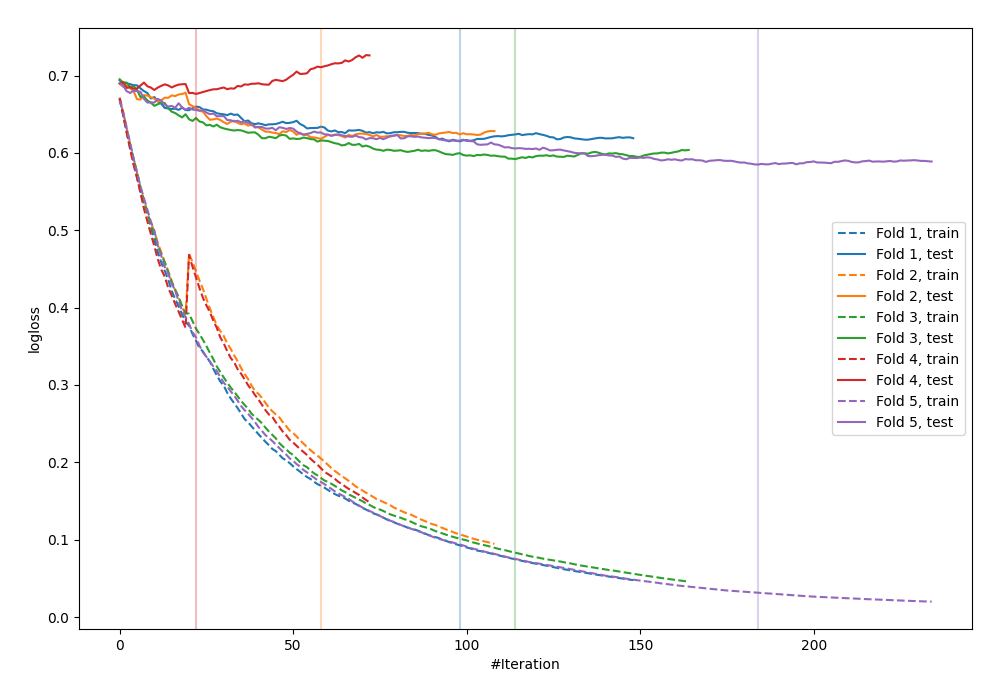 0.7
0.6
0.5
0.4
0.3
0.2
0.1
0.0
logloss
0
50
100
150
200
#Iteration
Fold 1, train
Fold 1, test
Fold 2, train
Fold 2, test
Fold 3, train
Fold 3, test
Fold 4, train
Fold 4, test
Fold 5, train
Fold 5, test